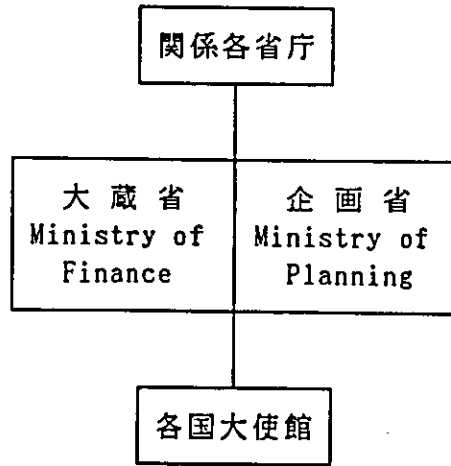 関係各省庁
大蔵省
Ministry of
Finance
企画省
Ministry of
Planning
各国大使館